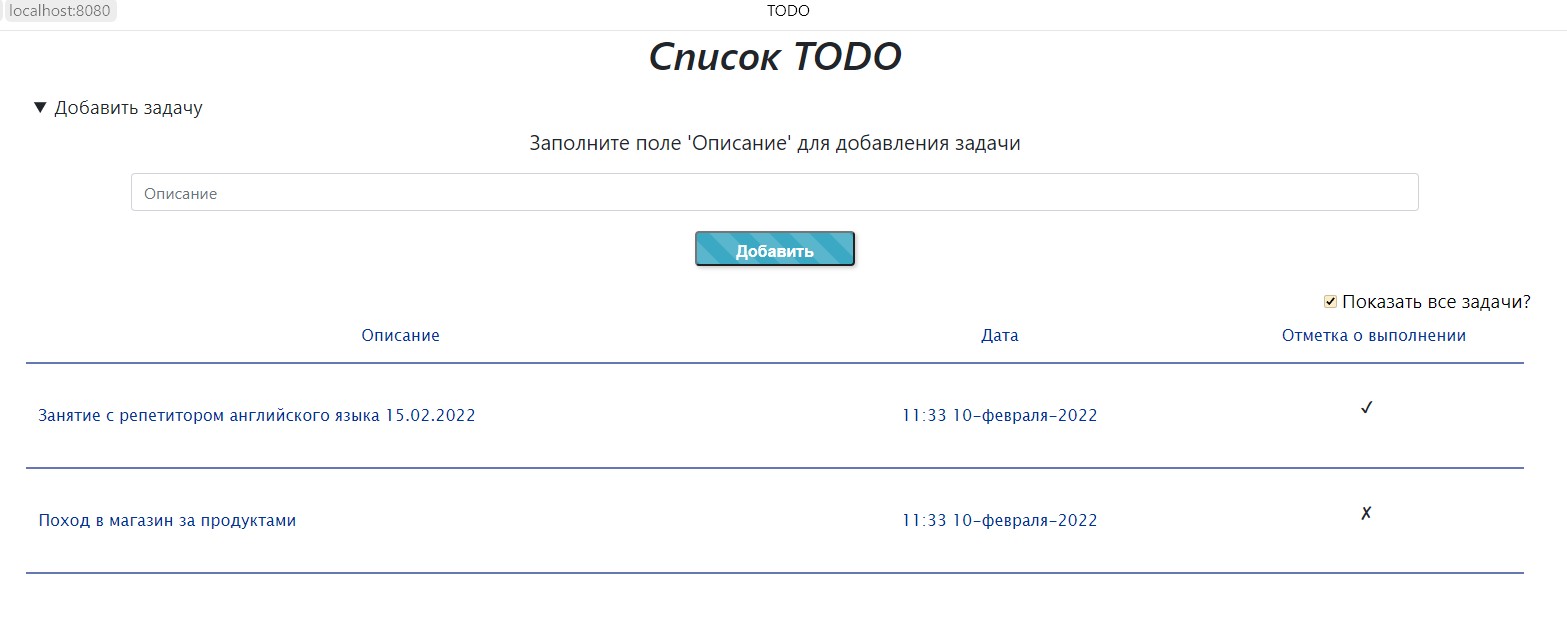 localhost:8080 TODO
Список TODO
▼ Добавить задачу
Заполните поле 'Описание' для добавления задачи
Описание
Добавить
Показать все задачи?
Описание Дата Отметка о выполнении
Занятие с репетитором английского языка 15.02.2022 11:33 10-февраля-2022 ✓
Поход в магазин за продуктами 11:33 10-февраля-2022 ✗